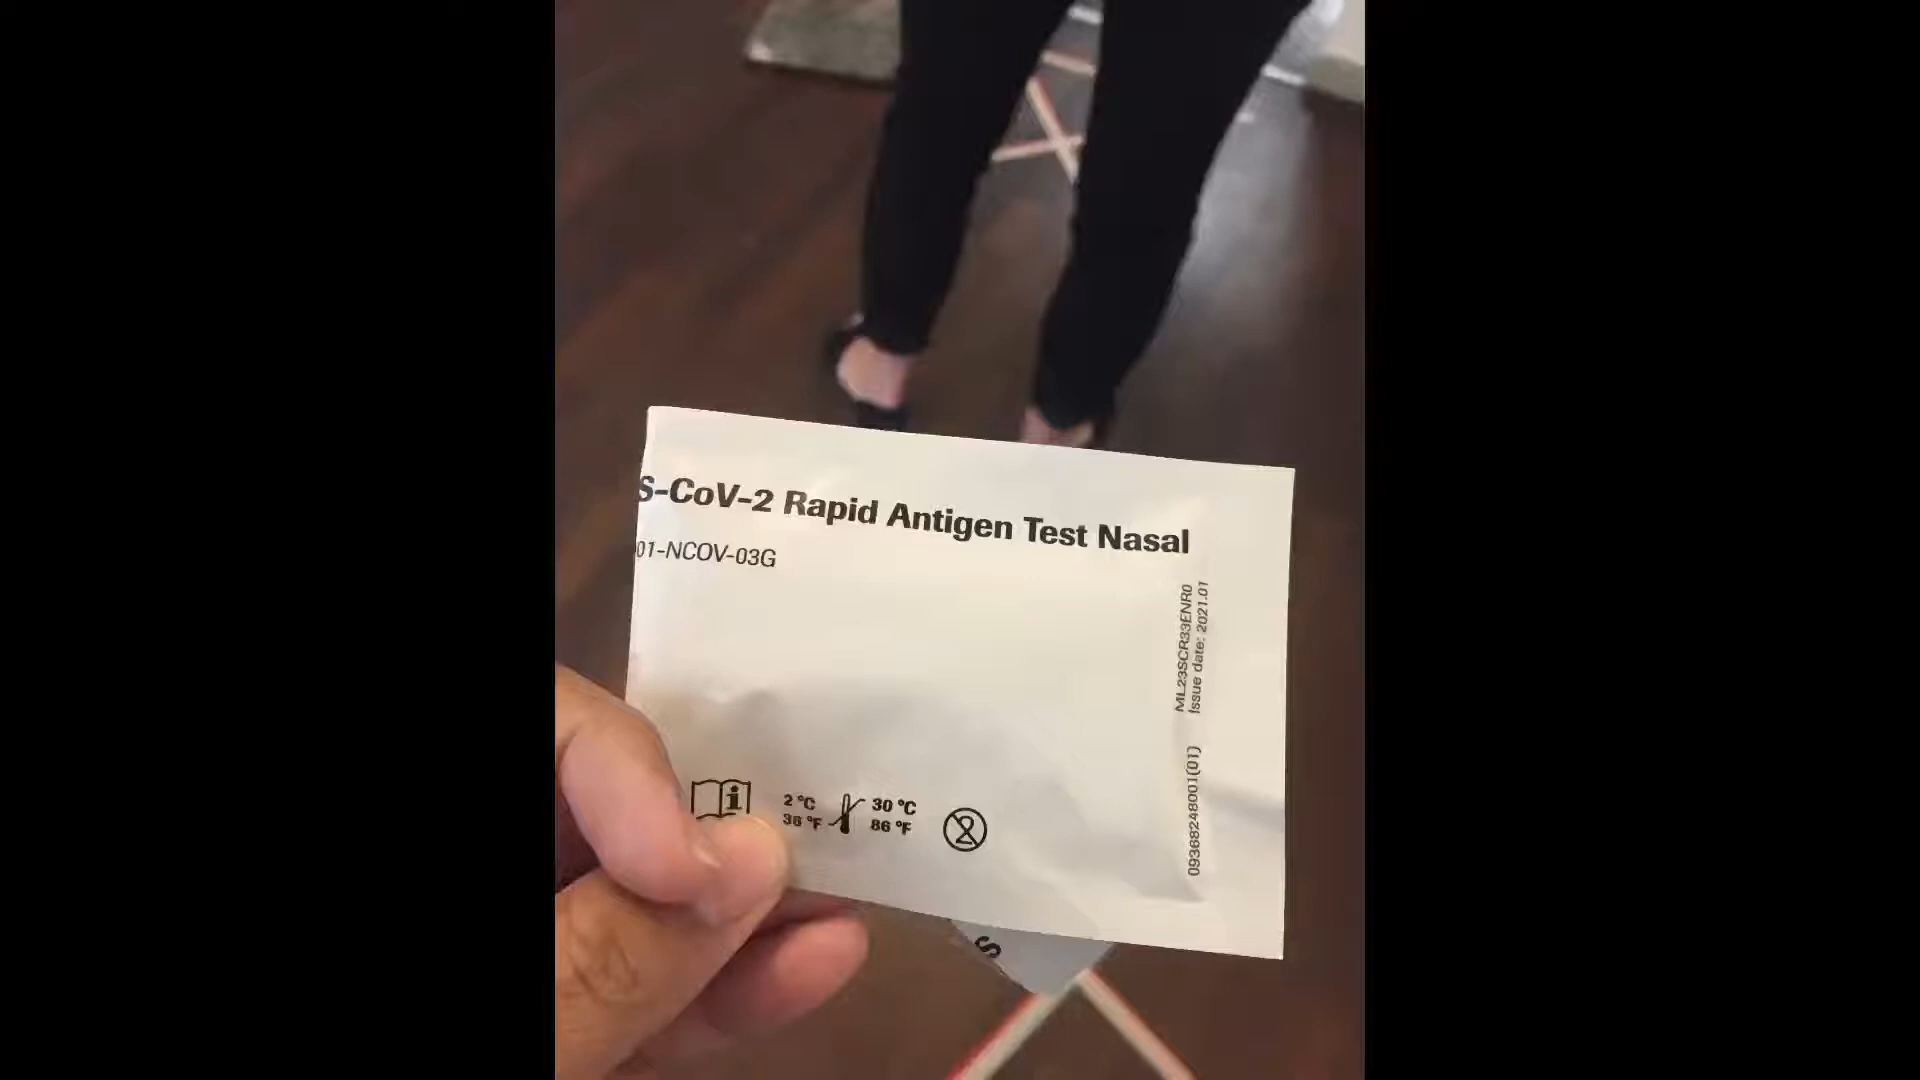 S-CoV-2 Rapid Antigen Test Nasal
01-NCOV-03G
ML23SCR33ENR0
Issue date: 2021.01
09368248001(01)
2 °C
36 °F
30 °C
86 °F
2
S